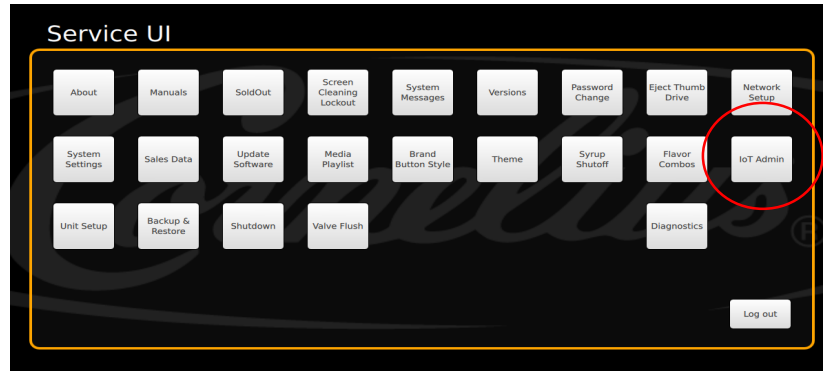 Service UI
About
Manuals
SoldOut
Screen
Cleaning
Lockout
System
Messages
Versions
Password
Change
Eject Thumb
Drive
Network
Setup
System
Settings
Sales Data
Update
Software
Media
Playlist
Brand
Button Style
Theme
Syrup
Shutoff
Flavor
Combos
IoT Admin
Unit Setup
Backup &
Restore
Shutdown
Valve Flush
Diagnostics
Cornelius®
Log out